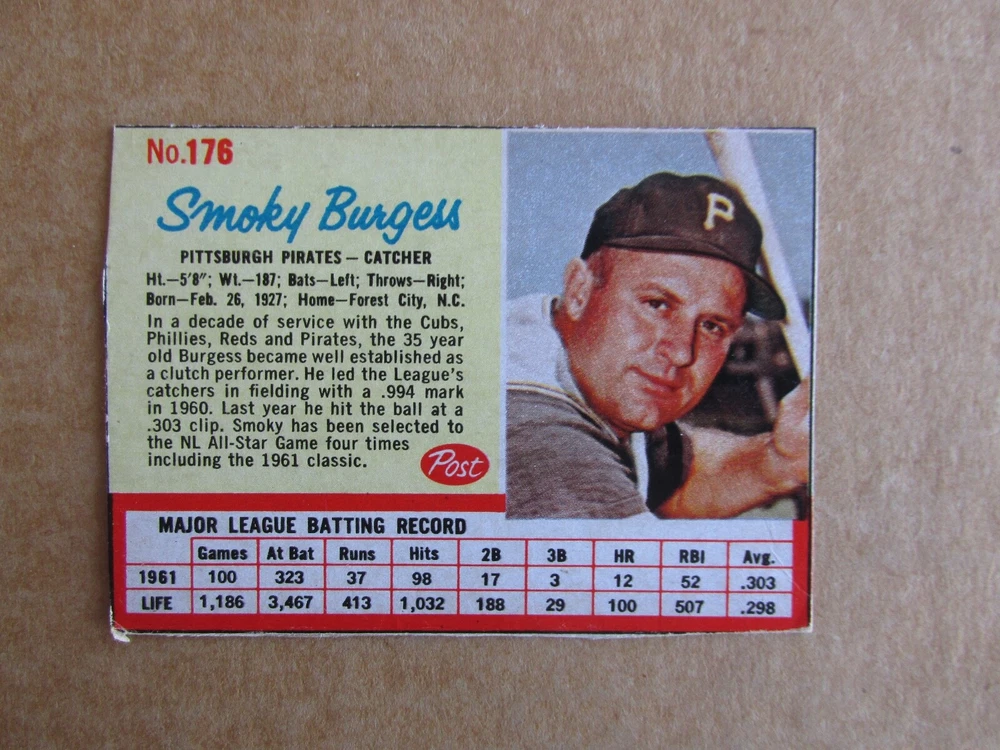 No.176
Smoky Burgess
PITTSBURGH PIRATES — CATCHER
Ht.—5'8"; Wt.—187; Bats—Left; Throws—Right;
Born—Feb. 26, 1927; Home—Forest City, N.C.
In a decade of service with the Cubs,
Phillies, Reds and Pirates, the 35 year
old Burgess became well established as
a clutch performer. He led the League's
catchers in fielding with a .994 mark
in 1960. Last year he hit the ball at a
.303 clip. Smoky has been selected to
the NL All-Star Game four times
including the 1961 classic.
Post
P
MAJOR LEAGUE BATTING RECORD
Games At Bat Runs Hits 2B 3B HR RBI Avg.
1961 100 323 37 98 17 3 12 52 .303
LIFE 1,186 3,467 413 1,032 188 29 100 507 .298